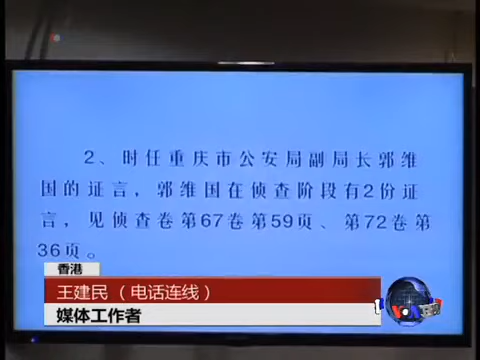 2、时任重庆市公安局副局长郭维
国的证言，郭维国在侦查阶段有2份证
言，见侦查卷第67卷第59页、第72卷第
36页。
香港
王建民（电话连线）
媒体工作者
VOA